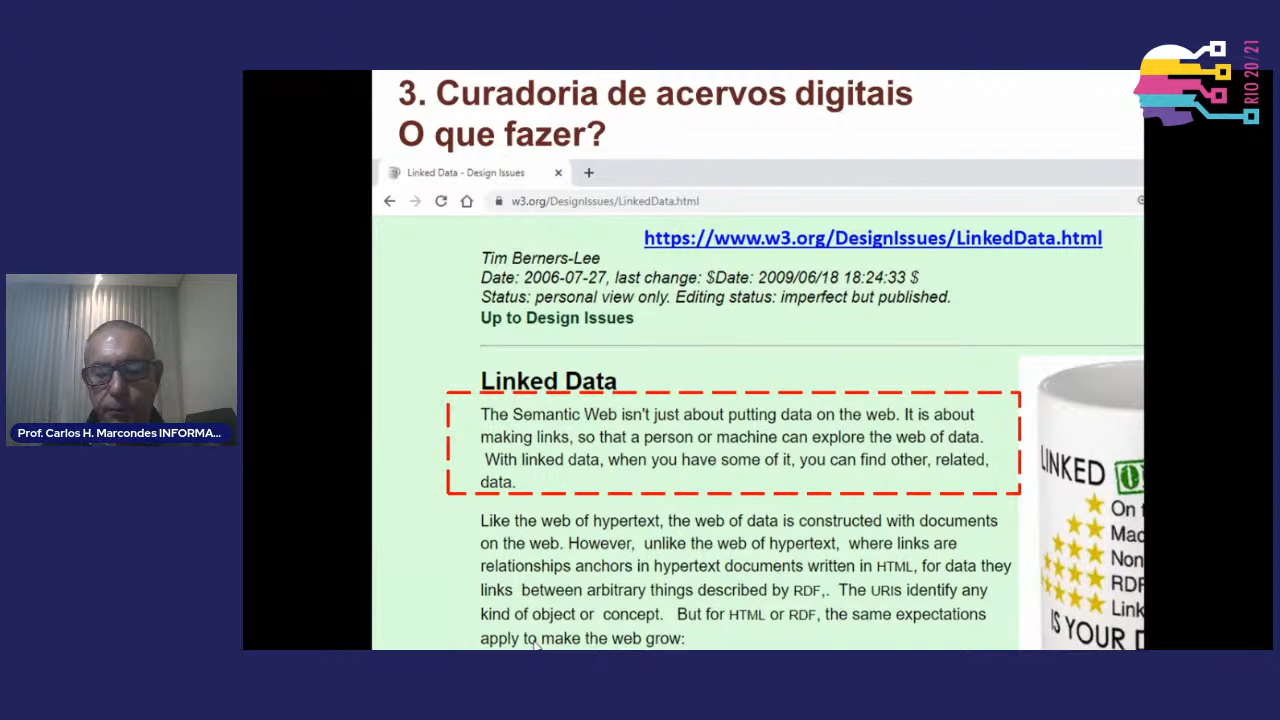 3. Curadoria de acervos digitais
O que fazer?
RIO 20/21
Linked Data - Design Issues
w3.org/DesignIssues/LinkedData.html
https://www.w3.org/DesignIssues/LinkedData.html
Tim Berners-Lee
Date: 2006-07-27, last change: $Date: 2009/06/18 18:24:33 $
Status: personal view only. Editing status: imperfect but published.
Up to Design Issues
Linked Data
The Semantic Web isn't just about putting data on the web. It is about
making links, so that a person or machine can explore the web of data.
With linked data, when you have some of it, you can find other, related,
data.
Like the web of hypertext, the web of data is constructed with documents
on the web. However, unlike the web of hypertext, where links are
relationships anchors in hypertext documents written in HTML, for data they
links between arbitrary things described by RDF,. The URIs identify any
kind of object or concept. But for HTML or RDF, the same expectations
apply to make the web grow:
LINKED
On
Mac
Non
RDF
Link
IS YOUR D
Prof. Carlos H. Marcondes INFORMA...